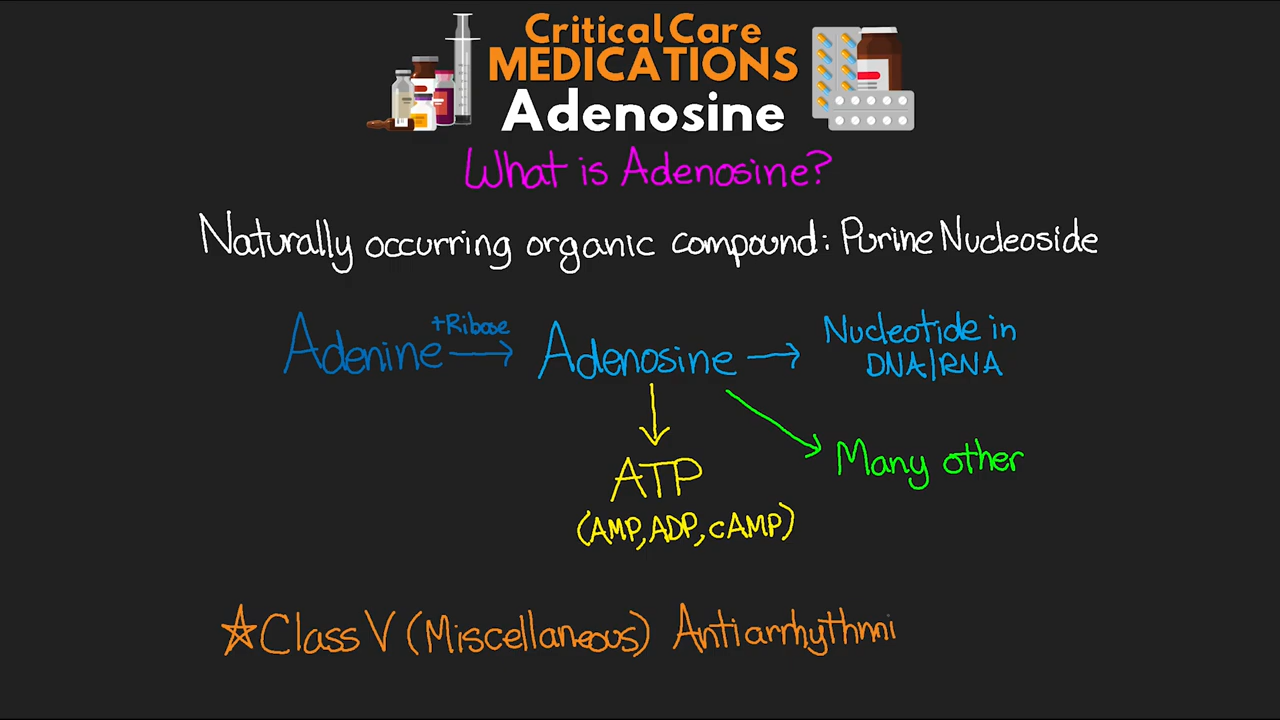 Critical Care
MEDICATIONS
Adenosine
What is Adenosine?
Naturally occurring organic compound: Purine Nucleoside
Adenine +Ribose → Adenosine → Nucleotide in
DNA/RNA
Many other
ATP
(AMP, ADP, cAMP)
☆Class V (Miscellaneous) Antiarrhythmi